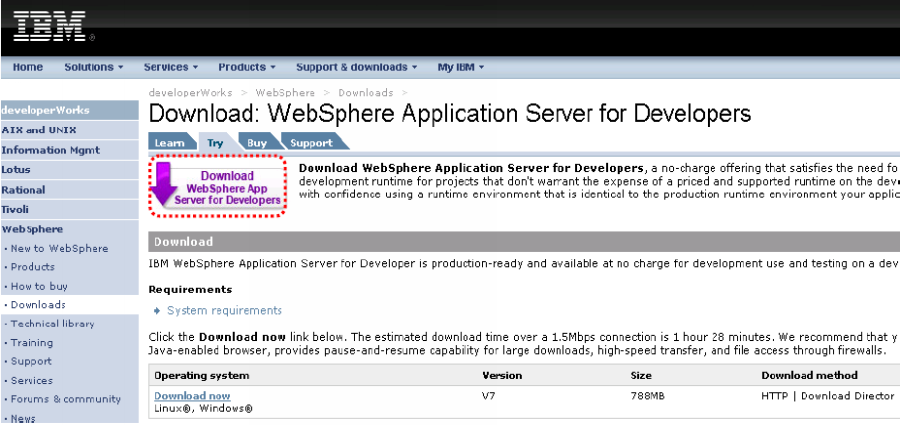 IBM®
Home Solutions Services Products Support & downloads My IBM
developerWorks > WebSphere > Downloads >
Download: WebSphere Application Server for Developers
Learn Try Buy Support
developerWorks
AIX and UNIX
Information Mgmt
Lotus
Rational
Tivoli
WebSphere
• New to WebSphere
• Products
• How to buy
• Downloads
• Technical library
• Training
• Support
• Services
• Forums & community
• News
Download
WebSphere App
Server for Developers
Download WebSphere Application Server for Developers, a no-charge offering that satisfies the need fo
development runtime for projects that don't warrant the expense of a priced and supported runtime on the dev
with confidence using a runtime environment that is identical to the production runtime environment your applic
Download
IBM WebSphere Application Server for Developer is production-ready and available at no charge for development use and testing on a dev
Requirements
System requirements
Click the Download now link below. The estimated download time over a 1.5Mbps connection is 1 hour 28 minutes. We recommend that y
Java-enabled browser, provides pause-and-resume capability for large downloads, high-speed transfer, and file access through firewalls.
Operating system Version Size Download method
Download now V7 788MB HTTP | Download Director
Linux®, Windows®